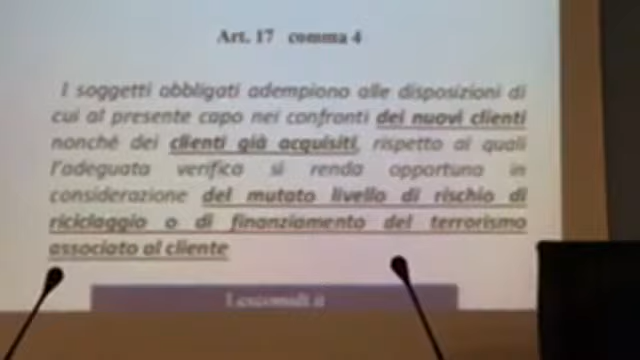 Art. 17 comma 4
I soggetti obbligati adempiono alle disposizioni di
cui al presente capo nei confronti dei nuovi clienti
nonché dei clienti già acquisiti, rispetto ai quali
l'adeguata verifica si renda opportuna in
considerazione del mutato livello di rischio di
riciclaggio o di finanziamento del terrorismo
associato al cliente